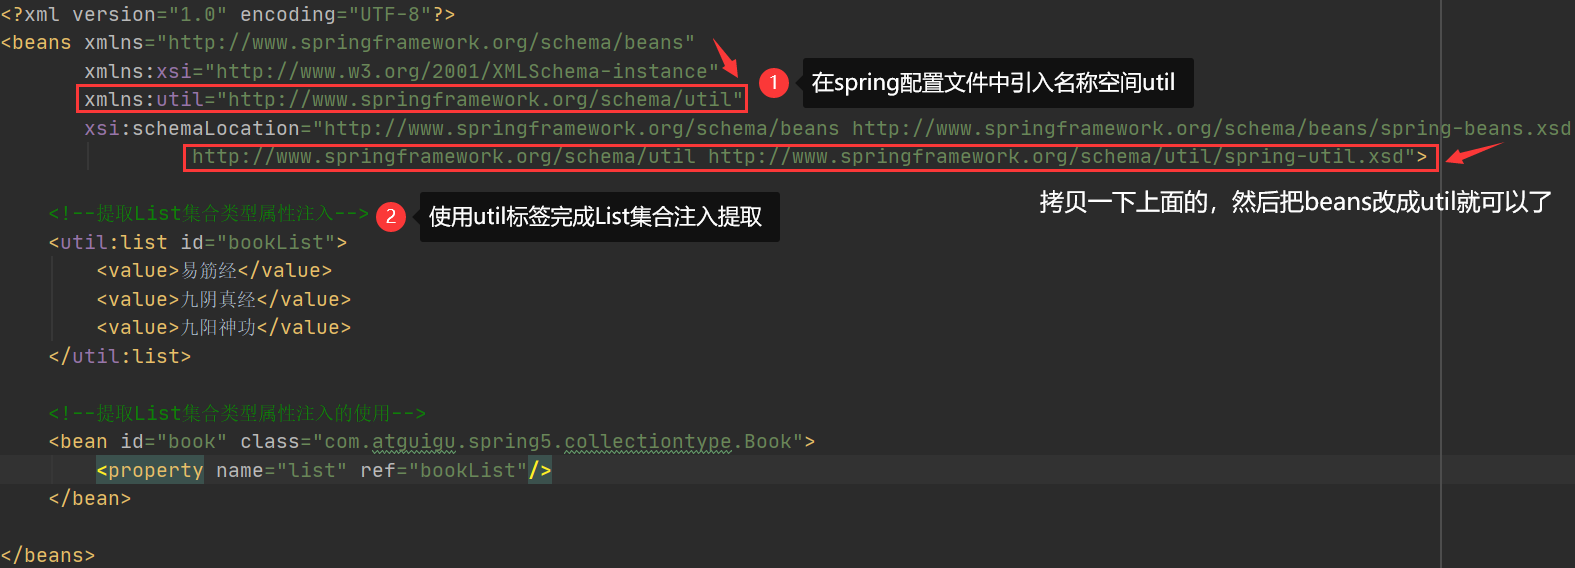 <?xml version="1.0" encoding="UTF-8"?>
<beans xmlns="http://www.springframework.org/schema/beans"
xmlns:xsi="http://www.w3.org/2001/XMLSchema-instance"
xmlns:util="http://www.springframework.org/schema/util"
1 在spring配置文件中引入名称空间util
xsi:schemaLocation="http://www.springframework.org/schema/beans http://www.springframework.org/schema/beans/spring-beans.xsd
http://www.springframework.org/schema/util http://www.springframework.org/schema/util/spring-util.xsd">
拷贝一下上面的，然后把beans改成util就可以了
<!--提取List集合类型属性注入-->
2 使用util标签完成List集合注入提取
<util:list id="bookList">
<value>易筋经</value>
<value>九阴真经</value>
<value>九阳神功</value>
</util:list>
<!--提取List集合类型属性注入的使用-->
<bean id="book" class="com.atguigu.spring5.collectiontype.Book">
<property name="list" ref="bookList"/>
</bean>
</beans>